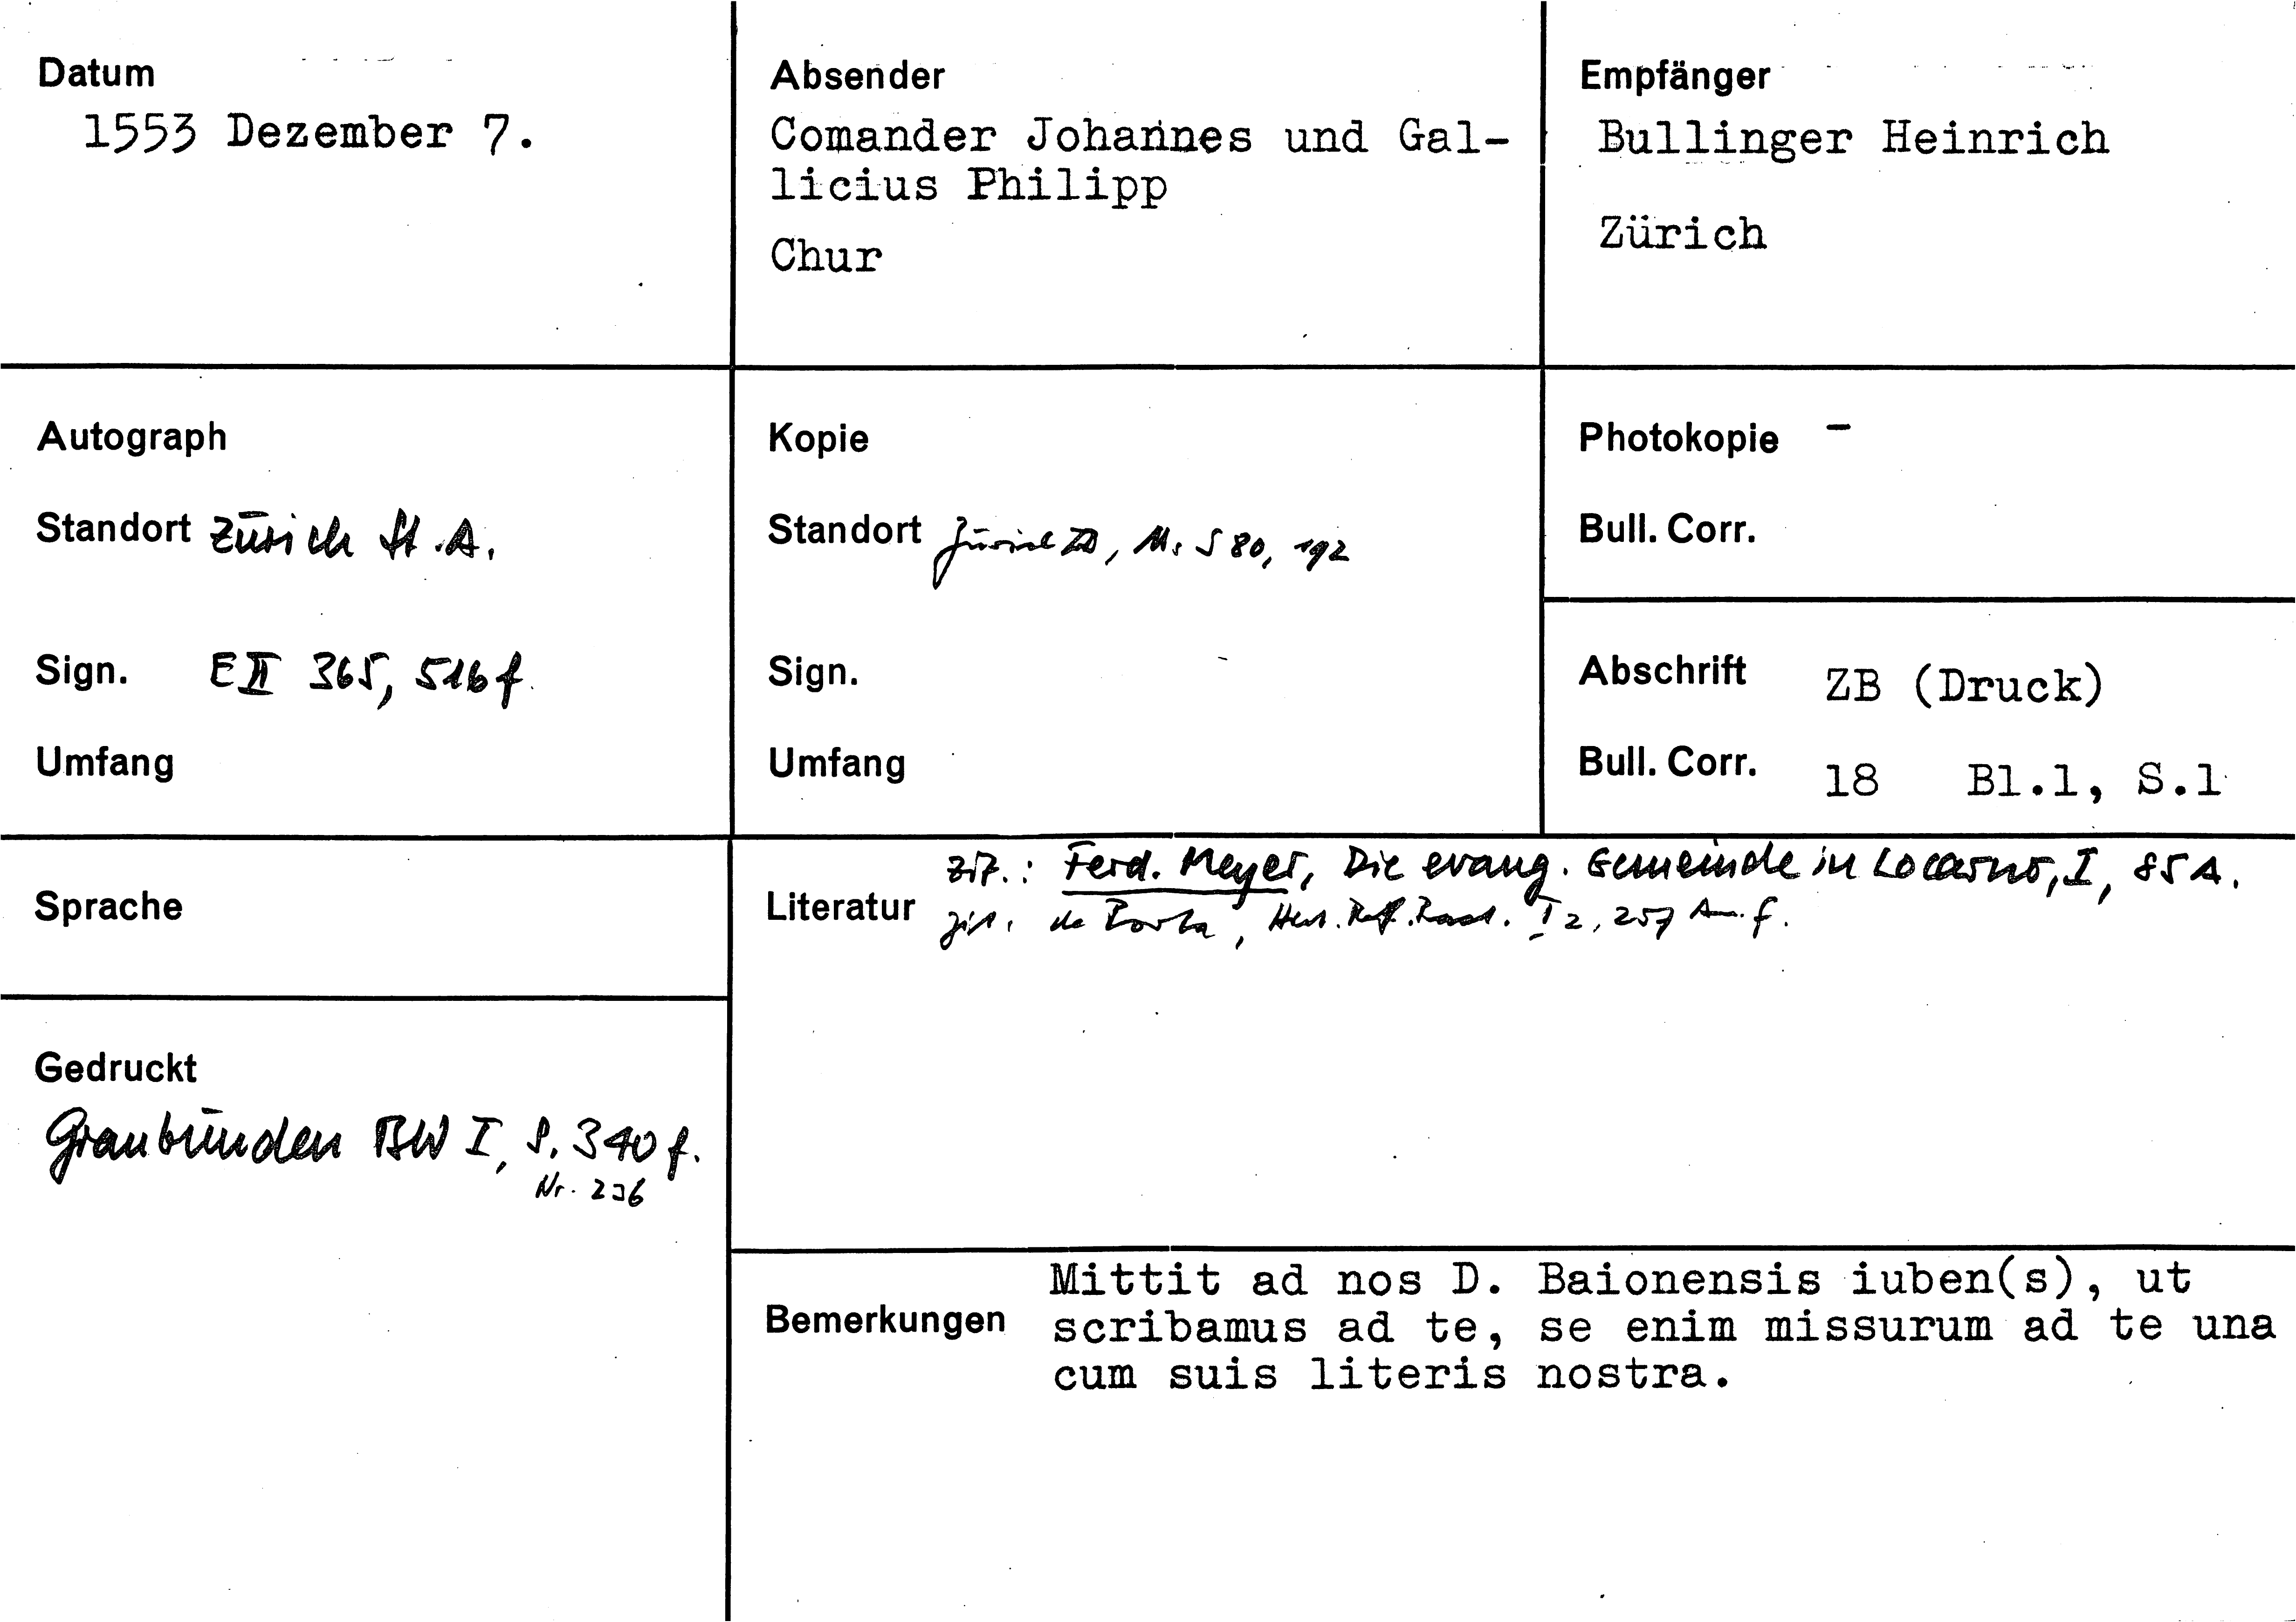 Datum
1553 Dezember 7.
Absender
Comander Johannes und Gal-
licius Philipp
Chur
Empfänger
Bullinger Heinrich
Zürich
Autograph
Standort Zürich St.A.
Sign. E II 365, 516 f.
Umfang
Kopie
Standort Zürich ZB, Ms S 80, 192
Sign.
Umfang
Photokopie -
Bull. Corr.
Abschrift ZB (Druck)
Bull. Corr. 18 Bl.1, S.1
Sprache
Gedruckt
Graubünden BW I, S. 340 f.
Nr. 236
zit.: Ferd. Meyer, Die evang. Gemeinde in Locarno, I, 85 A.
Literatur zit. de Porta, Hist. Ref. I 2, 257 f.
Mittit ad nos D. Baionensis iuben(s), ut
Bemerkungen scribamus ad te, se enim missurum ad te una
cum suis literis nostra.